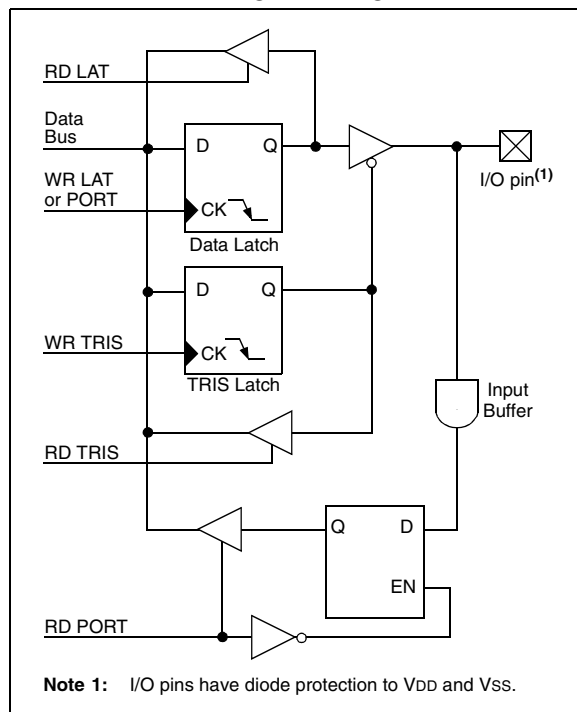 RD LAT
Data
Bus
D Q
WR LAT
or PORT
CK
Data Latch
I/O pin(1)
D Q
WR TRIS
CK
TRIS Latch
Input
Buffer
RD TRIS
Q D
EN
RD PORT
Note 1: I/O pins have diode protection to VDD and VSS.